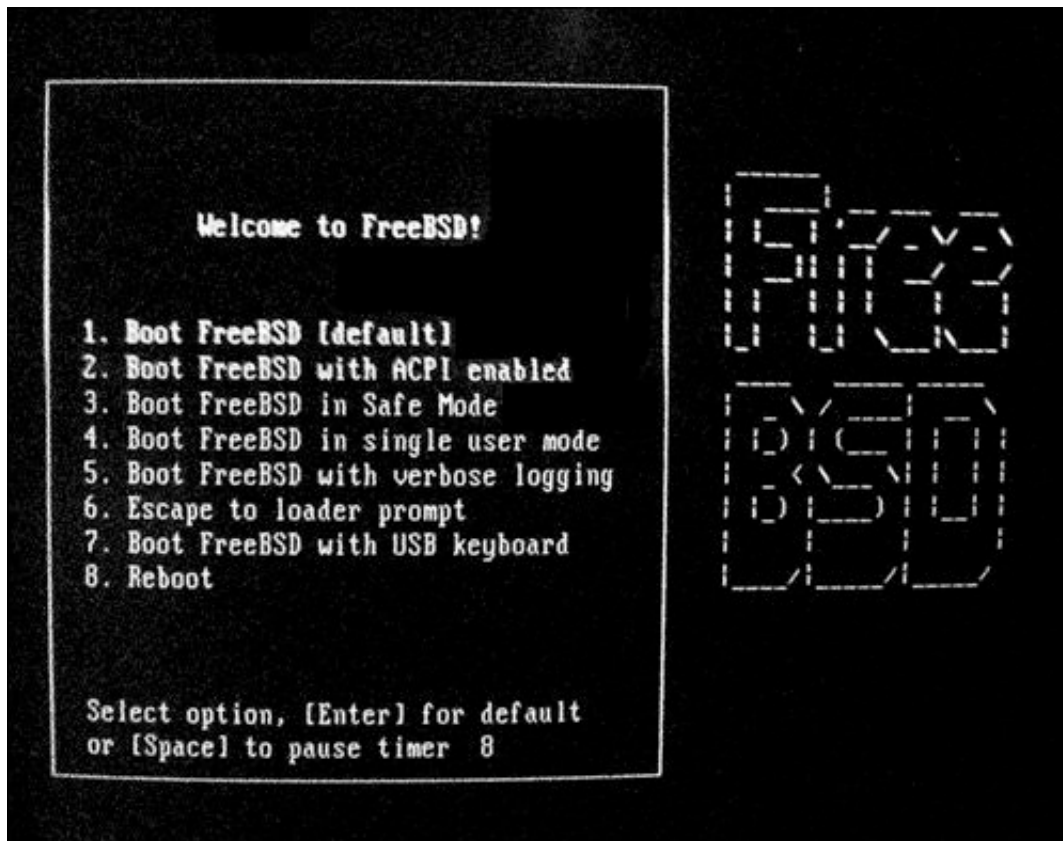 Welcome to FreeBSD!
1. Boot FreeBSD [default]
2. Boot FreeBSD with ACPI enabled
3. Boot FreeBSD in Safe Mode
4. Boot FreeBSD in single user mode
5. Boot FreeBSD with verbose logging
6. Escape to loader prompt
7. Boot FreeBSD with USB keyboard
8. Reboot
Select option, [Enter] for default
or [Space] to pause timer 8
Free
BSD